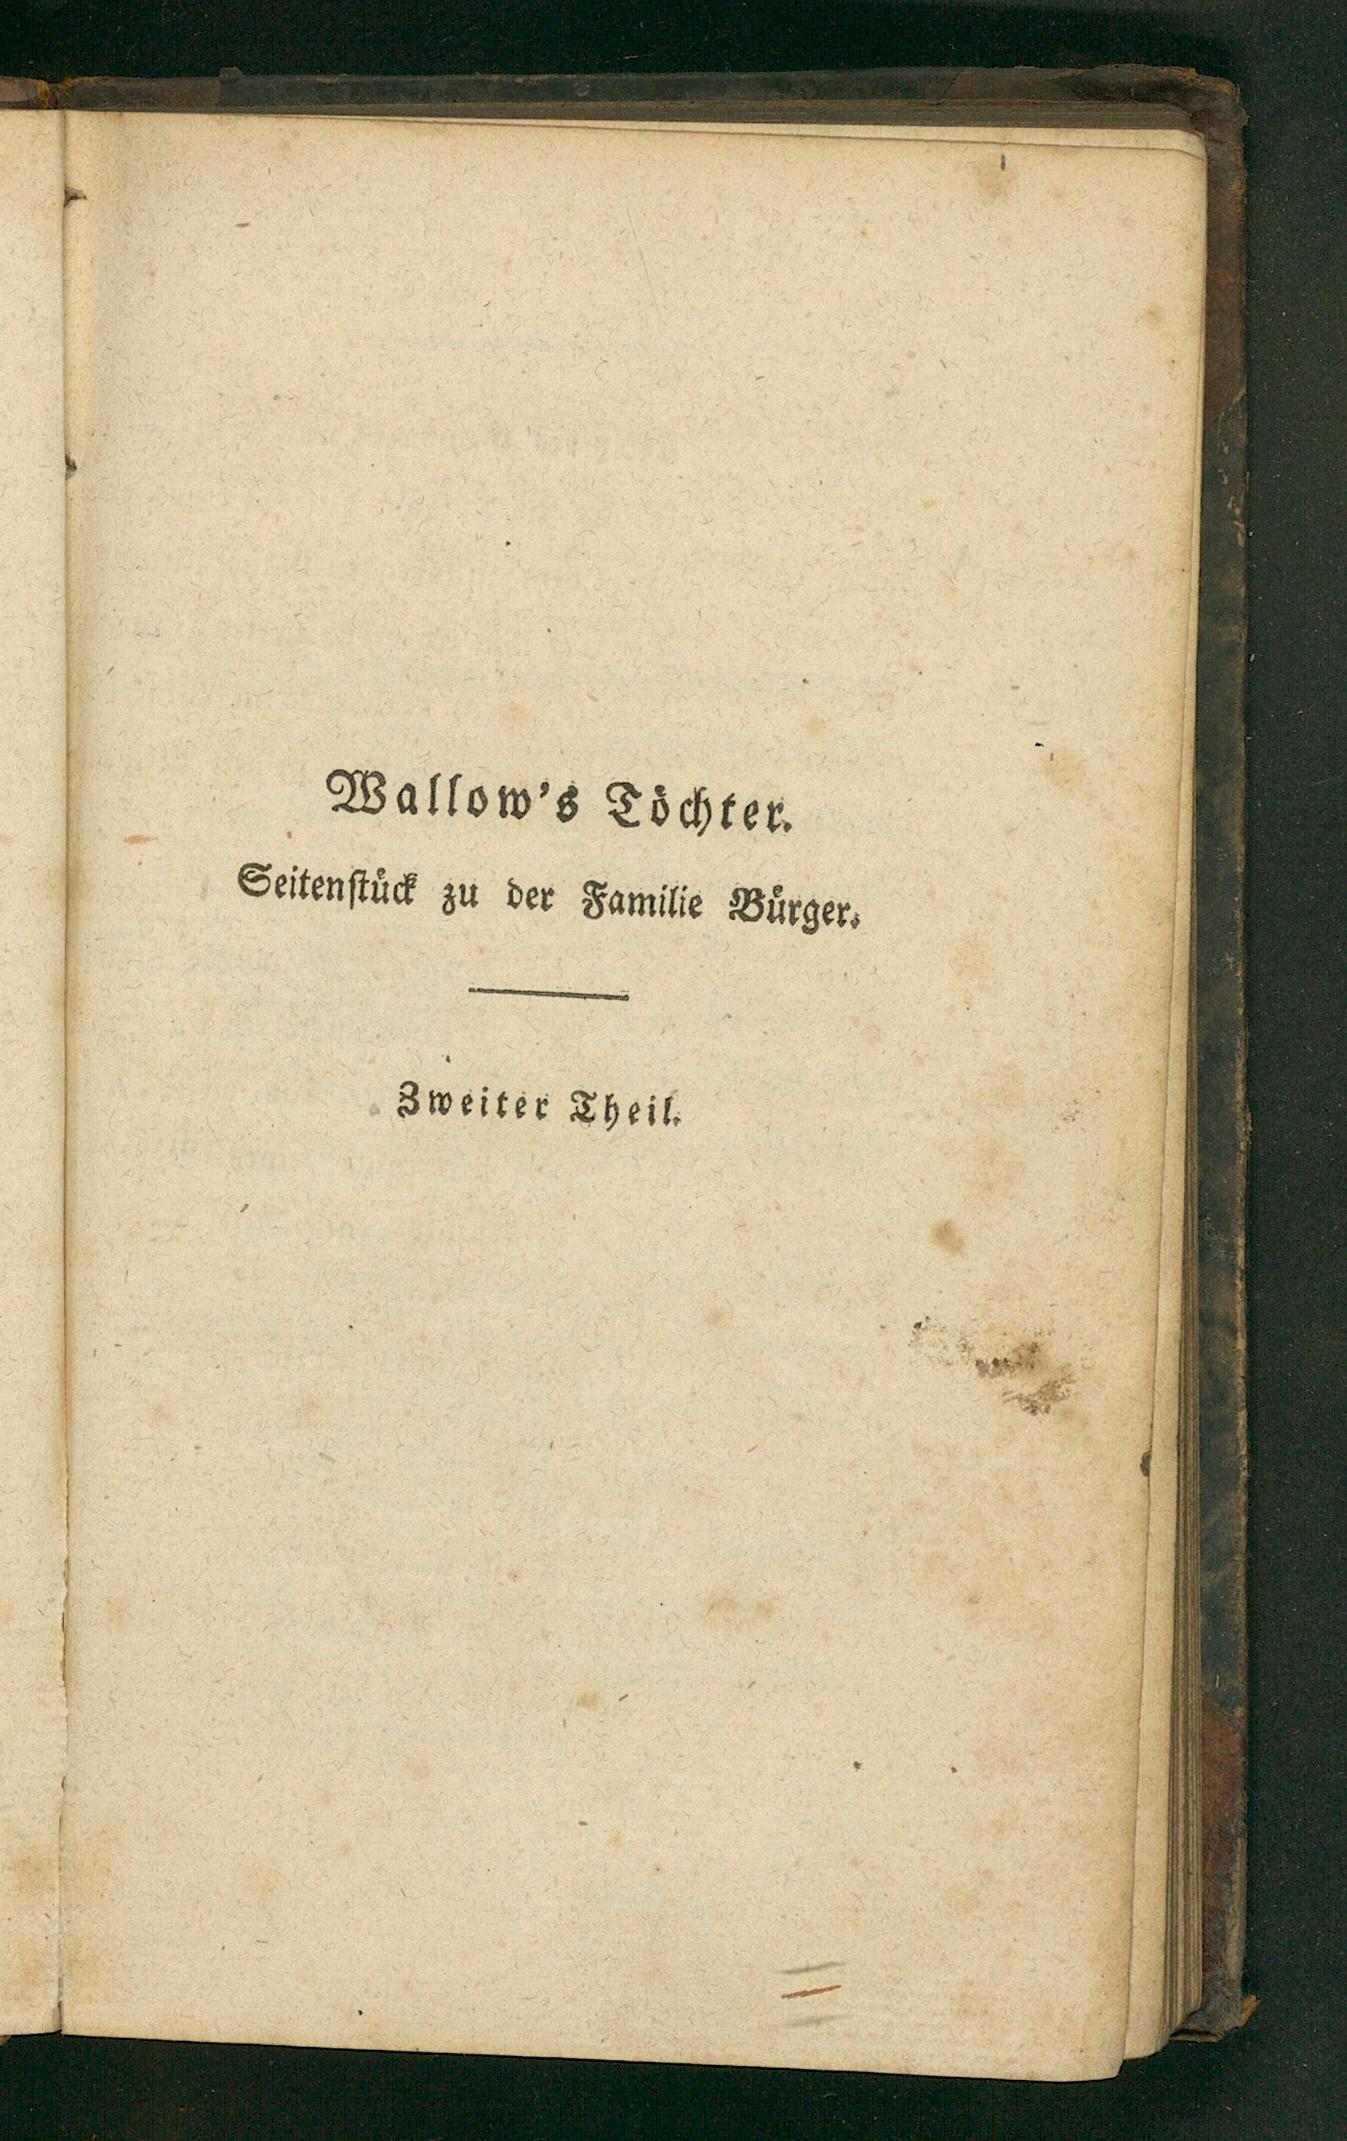 Wallow's Töchter.
Seitenstück zu der Familie Bürger.
Zweiter Theil.